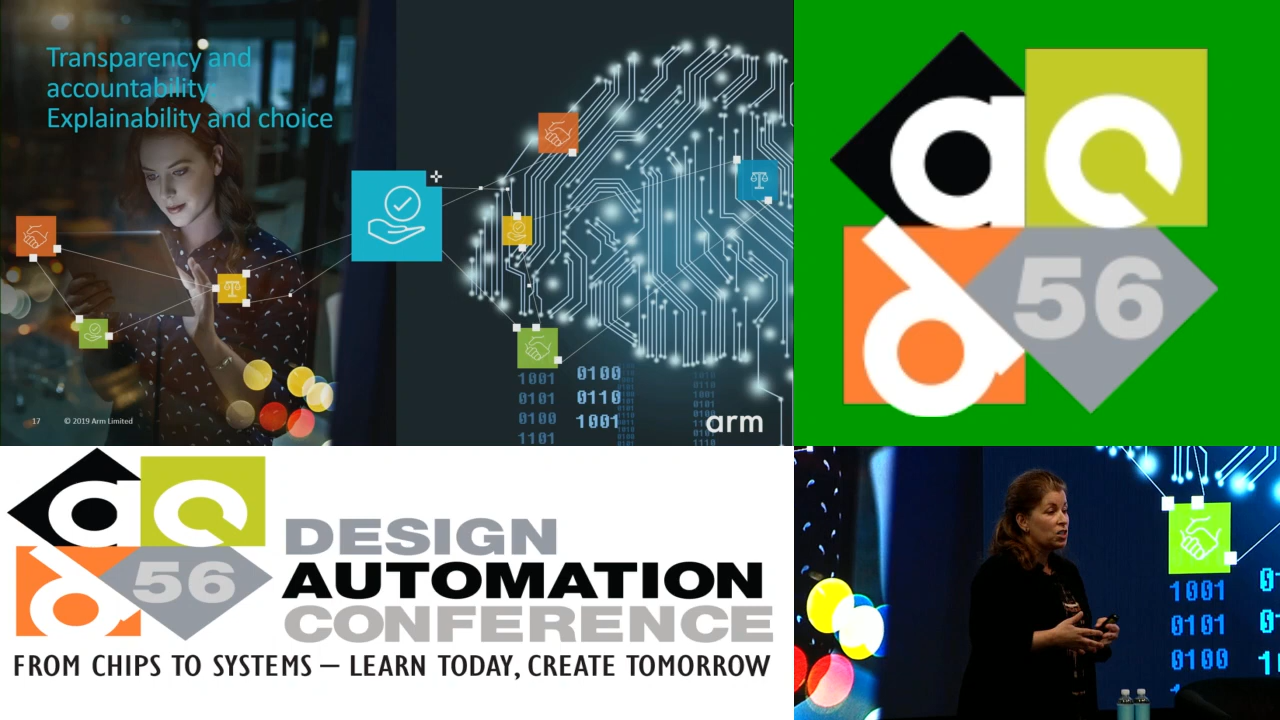 Transparency and
accountability:
Explainability and choice
1001
0101
0100
1101
0100
0110
1001
17 © 2019 Arm Limited
arm
56
56
DESIGN
AUTOMATION
CONFERENCE
FROM CHIPS TO SYSTEMS — LEARN TODAY, CREATE TOMORROW
1001
0101
0100